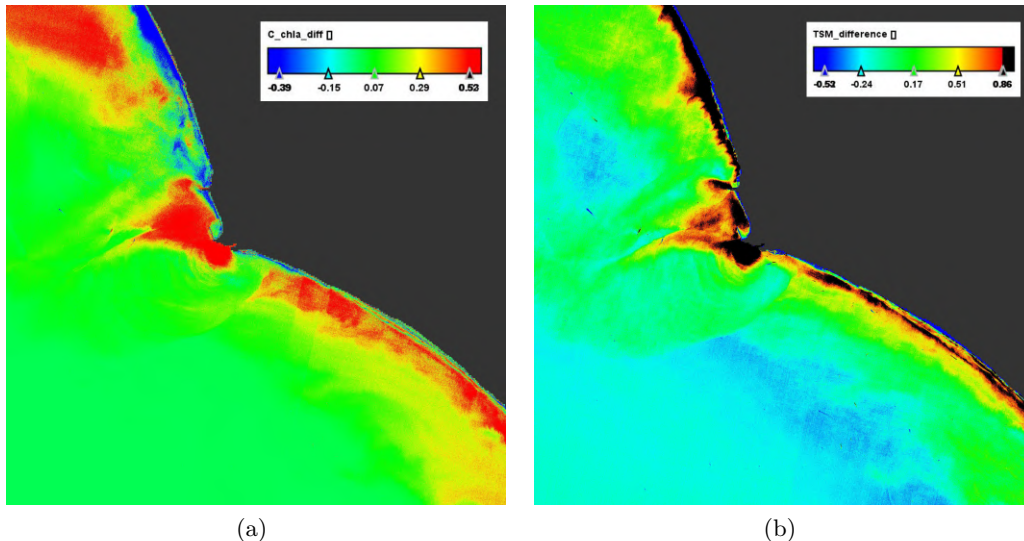 C_chla_diff []
-0.39 -0.15 0.07 0.29 0.53
TSM_difference []
-0.52 -0.24 0.17 0.51 0.86
(a)
(b)